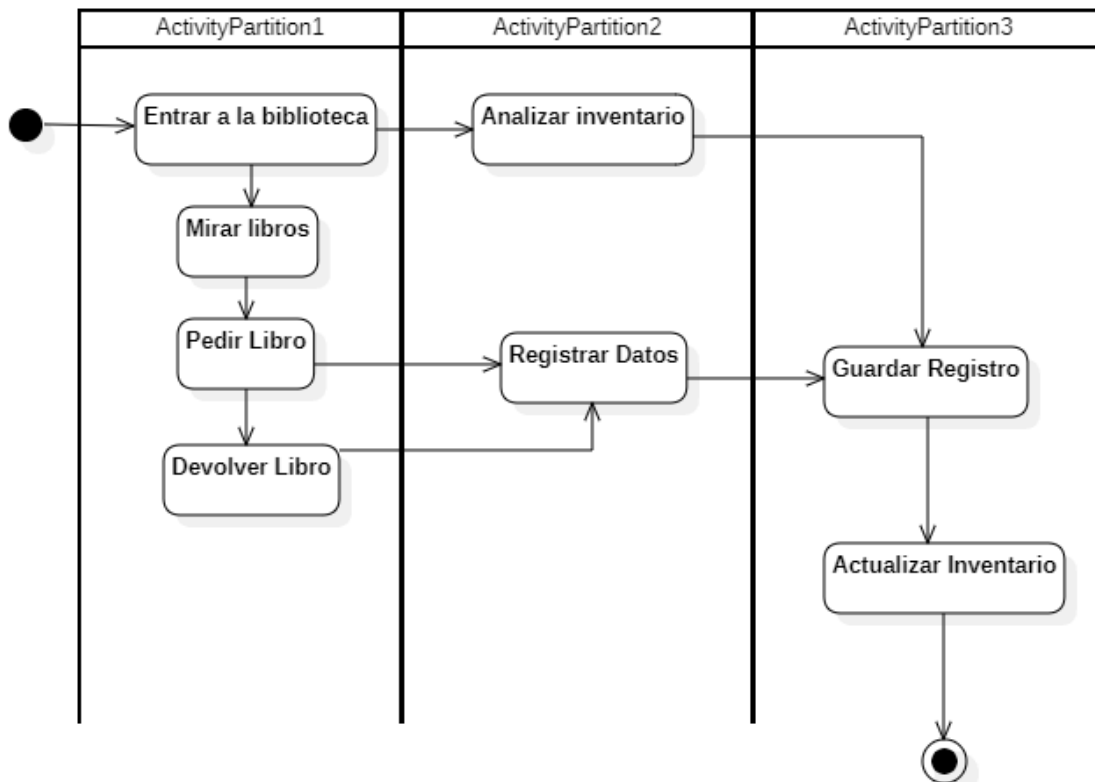 ActivityPartition1
ActivityPartition2
ActivityPartition3
Entrar a la biblioteca
Analizar inventario
Mirar libros
Pedir Libro
Registrar Datos
Guardar Registro
Devolver Libro
Actualizar Inventario